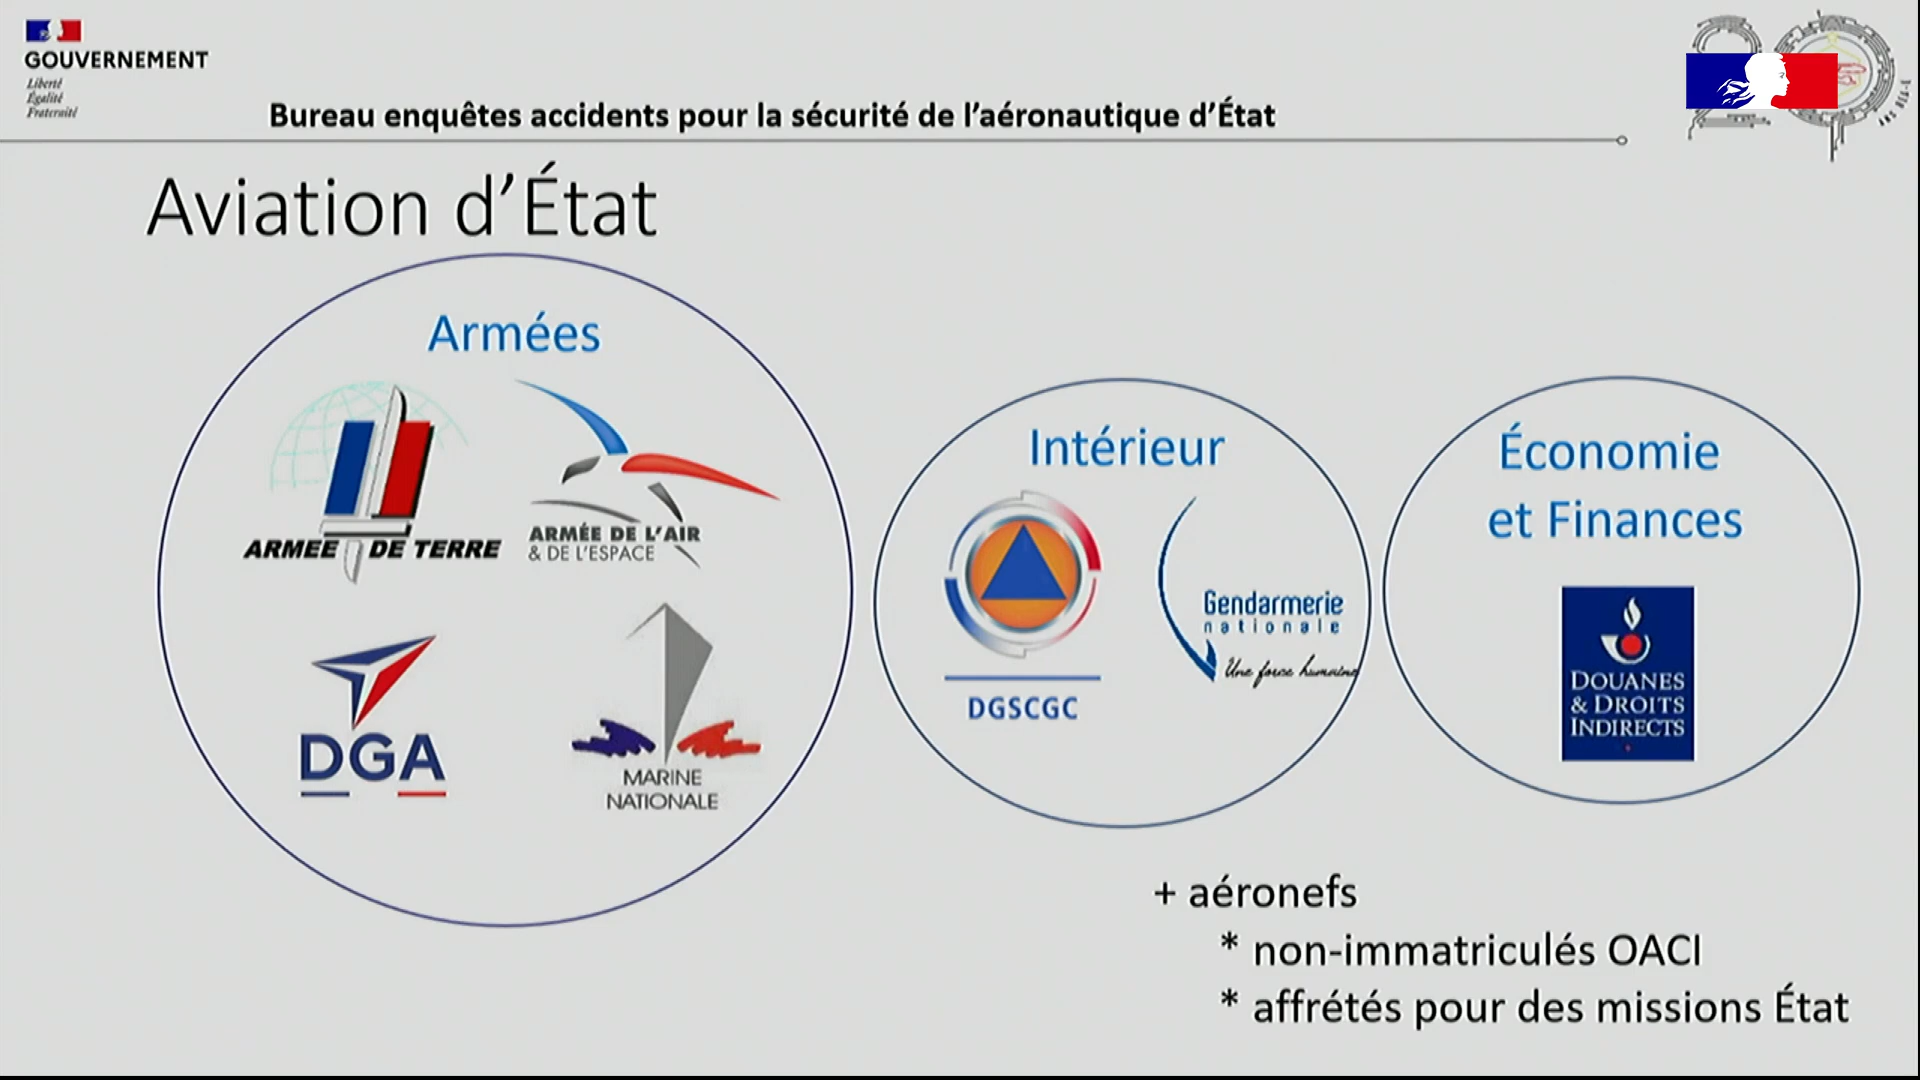 GOUVERNEMENT
Liberté
Égalité
Fraternité
Bureau enquêtes accidents pour la sécurité de l'aéronautique d'État
Aviation d'État
Armées
ARMEE DE TERRE
ARMÉE DE L'AIR
& DE L'ESPACE
DGA
MARINE
NATIONALE
Intérieur
DGSCGC
Gendarmerie
nationale
Une force humaine
Économie
et Finances
DOUANES
& DROITS
INDIRECTS
+ aéronefs
* non-immatriculés OACI
* affrétés pour des missions État